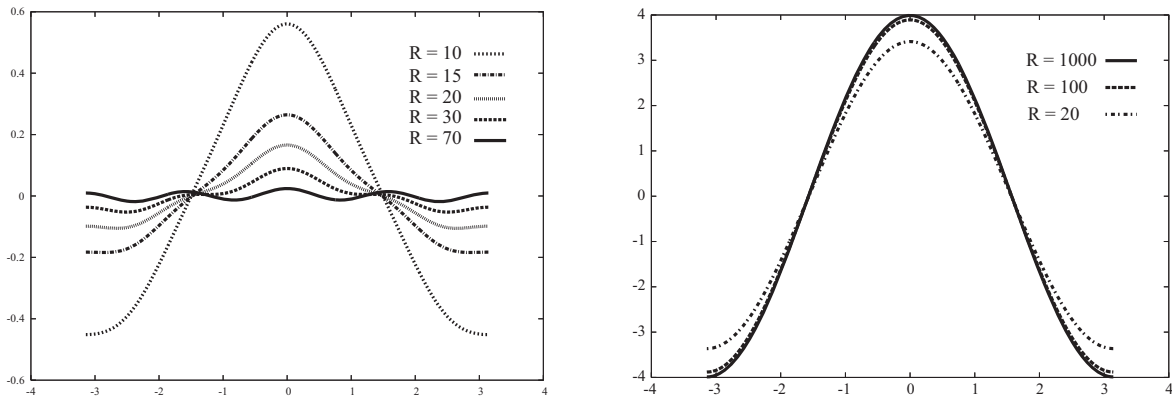 0.6
0.4
0.2
0
-0.2
-0.4
-0.6
-4 -3 -2 -1 0 1 2 3 4
R = 10
R = 15
R = 20
R = 30
R = 70
4
3
2
1
0
-1
-2
-3
-4
-4 -3 -2 -1 0 1 2 3 4
R = 1000
R = 100
R = 20